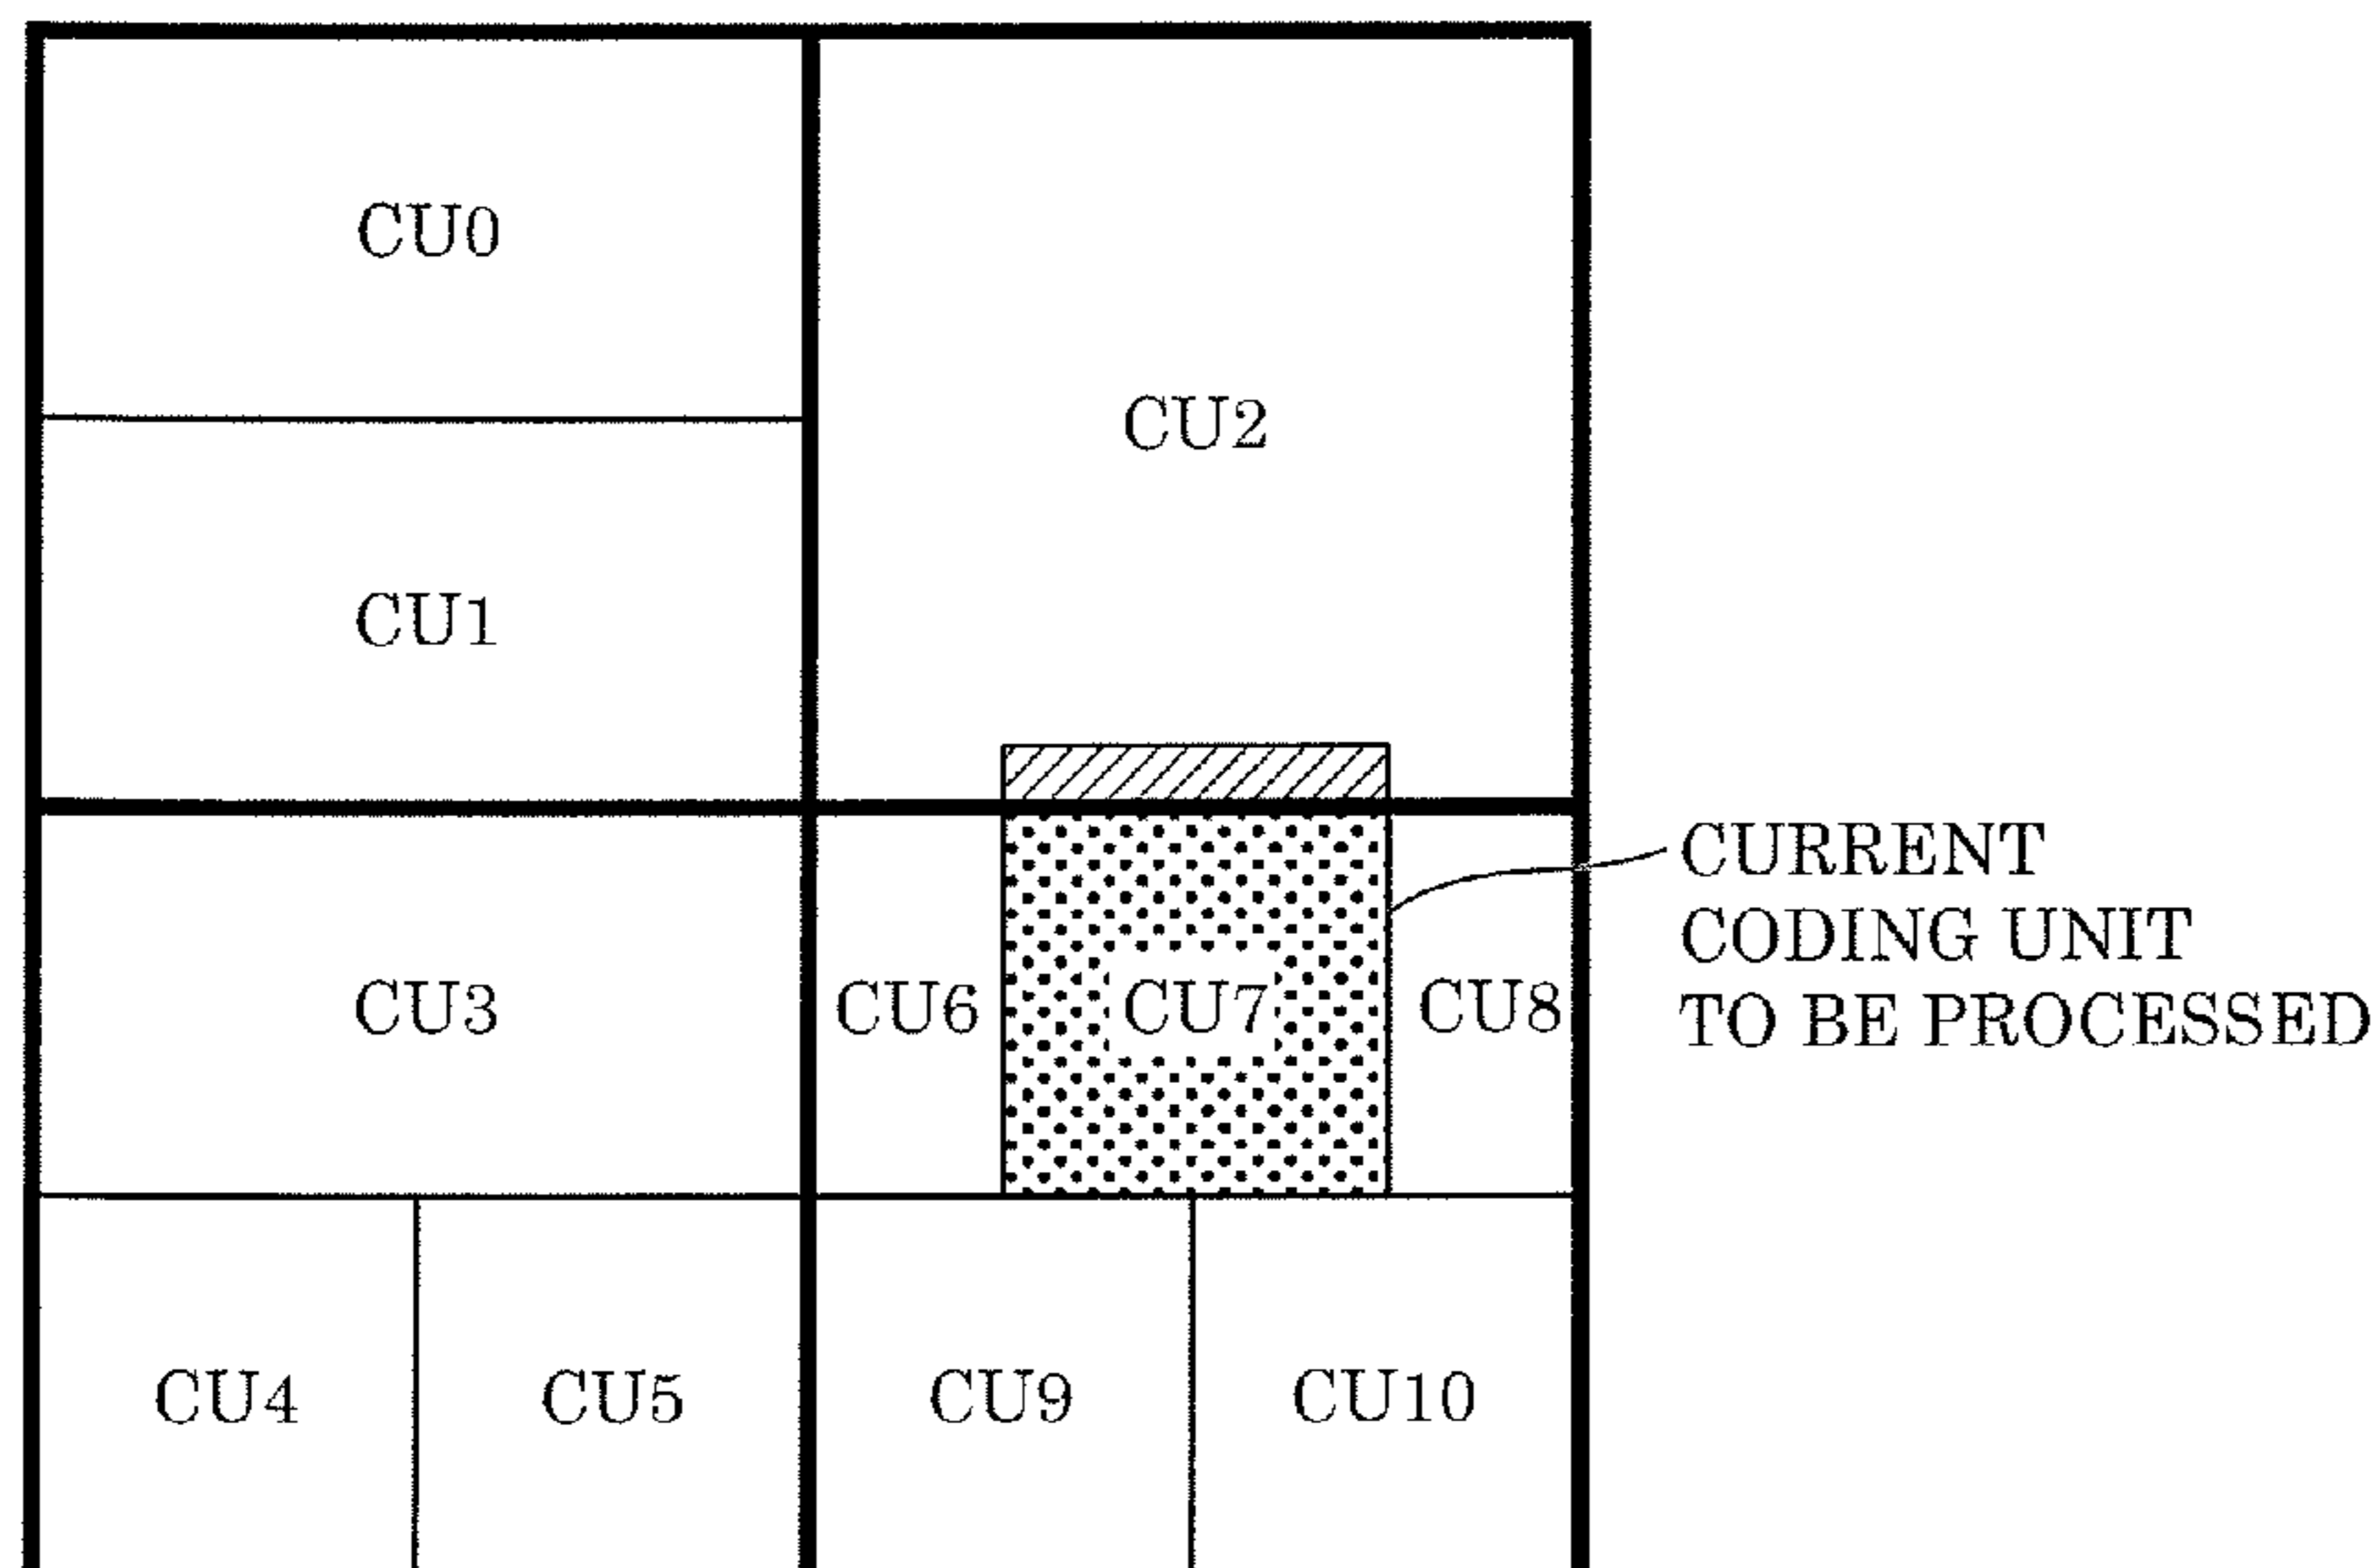 CU0
CU1
CU2
CU3
CU6
CU7
CU8
CURRENT
CODING UNIT
TO BE PROCESSED
CU4
CU5
CU9
CU10